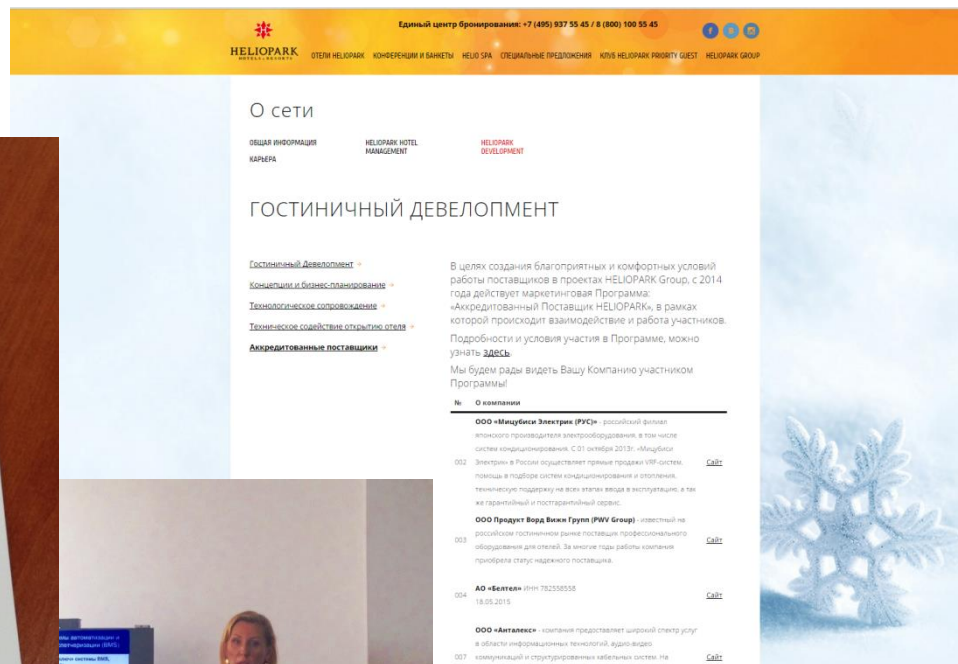 Единый центр бронирования: +7 (495) 937 55 45 / 8 (800) 100 55 45
HELIOPARK
HOTELS & RESORTS
ОТЕЛИ HELIOPARK КОНФЕРЕНЦИИ И БАНКЕТЫ HELIO SPA СПЕЦИАЛЬНЫЕ ПРЕДЛОЖЕНИЯ КЛУБ HELIOPARK PRIORITY GUEST HELIOPARK GROUP
О сети
ОБЩАЯ ИНФОРМАЦИЯ
HELIOPARK HOTEL
MANAGEMENT
HELIOPARK
DEVELOPMENT
КАРЬЕРА
ГОСТИНИЧНЫЙ ДЕВЕЛОПМЕНТ
Гостиничный Девелопмент
Концепции и бизнес-планирование
Технологическое сопровождение
Техническое содействие открытию отеля
Аккредитованные поставщики
В целях создания благоприятных и комфортных условий
работы поставщиков в проектах HELIOPARK Group, с 2014
года действует маркетинговая Программа:
«Аккредитованный Поставщик HELIOPARK», в рамках
которой происходит взаимодействие и работа участников.
Подробности и условия участия в Программе, можно
узнать здесь.
Мы будем рады видеть Вашу Компанию участником
Программы!
№ О компании
ООО «Мицубиси Электрик (РУС)» - российский филиал
японского производителя электрооборудования, в том числе
систем кондиционирования. С 01 октября 2013г. «Мицубиси
002 Электрик» в России осуществляет прямые продажи VRF-систем, Сайт
помощь в подборе систем кондиционирования и отопления,
техническую поддержку на всех этапах ввода в эксплуатацию, а так
же гарантийный и постгарантийный сервис.
ООО Продукт Ворд Вижн Групп (PWV Group) - известный на
российском гостиничном рынке поставщик профессионального
003 оборудования для отелей. За многие годы работы компания Сайт
приобрела статус надежного поставщика.
АО «Белтел» ИНН 782558558
004 Сайт
18.05.2015
ООО «Анталекс» - компания предоставляет широкий спектр услуг
в области информационных технологий, аудио-видео,
007 коммуникаций и структурированных кабельных систем. На Сайт
автоматизации и
(BMS)
системы BMS,